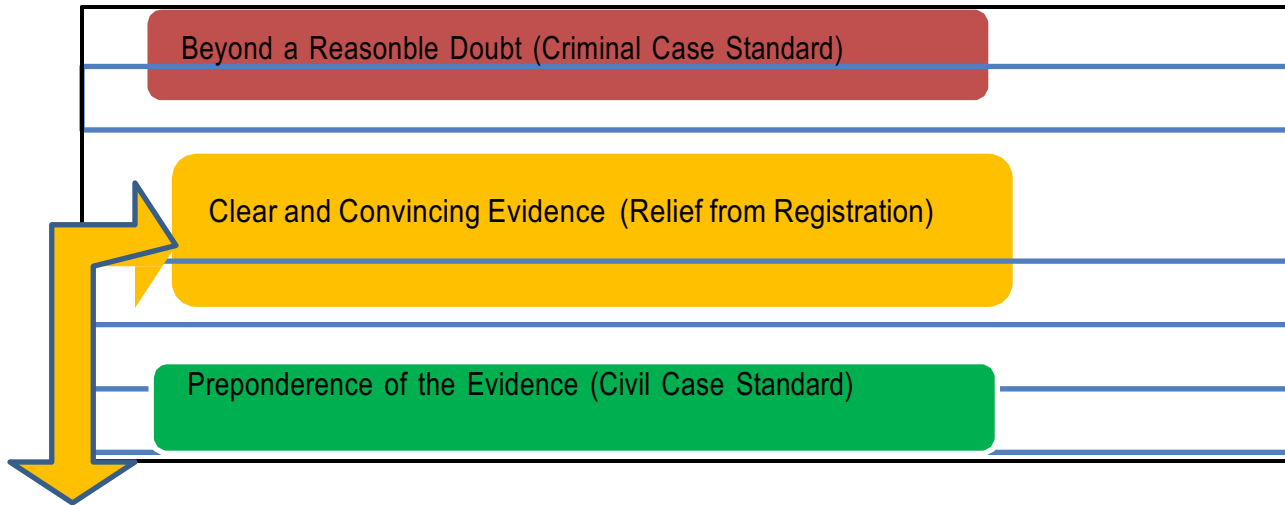 Beyond a Reasonble Doubt (Criminal Case Standard)
Clear and Convincing Evidence (Relief from Registration)
Preponderence of the Evidence (Civil Case Standard)